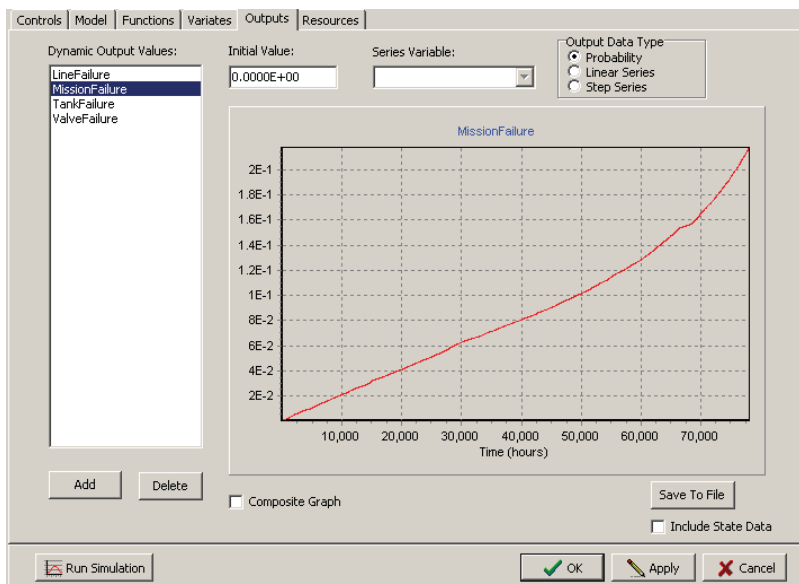 Controls Model Functions Variates Outputs Resources
Dynamic Output Values:
LineFailure
MissionFailure
TankFailure
ValveFailure
Initial Value:
0.0000E+00
Series Variable:
Output Data Type
Probability
Linear Series
Step Series
MissionFailure
2E-1
1.8E-1
1.6E-1
1.4E-1
1.2E-1
1E-1
8E-2
6E-2
4E-2
2E-2
10,000 20,000 30,000 40,000 50,000 60,000 70,000
Time (hours)
Add Delete
Composite Graph
Save To File
Include State Data
Run Simulation
OK Apply Cancel